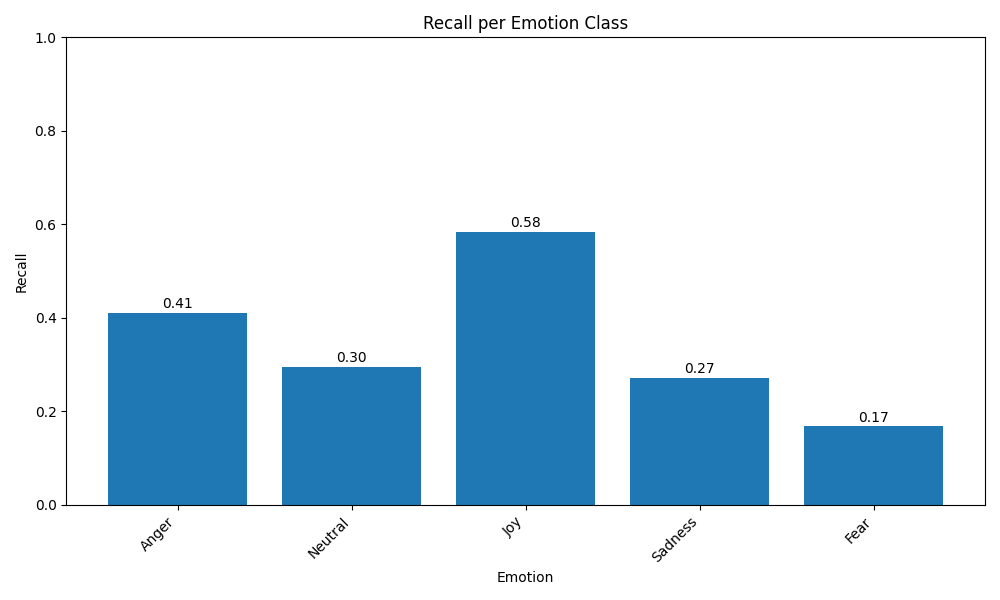 Recall per Emotion Class
1.0
0.8
0.6
0.4
0.2
0.0
Recall
0.41
0.30
0.58
0.27
0.17
Anger
Neutral
Joy
Sadness
Fear
Emotion